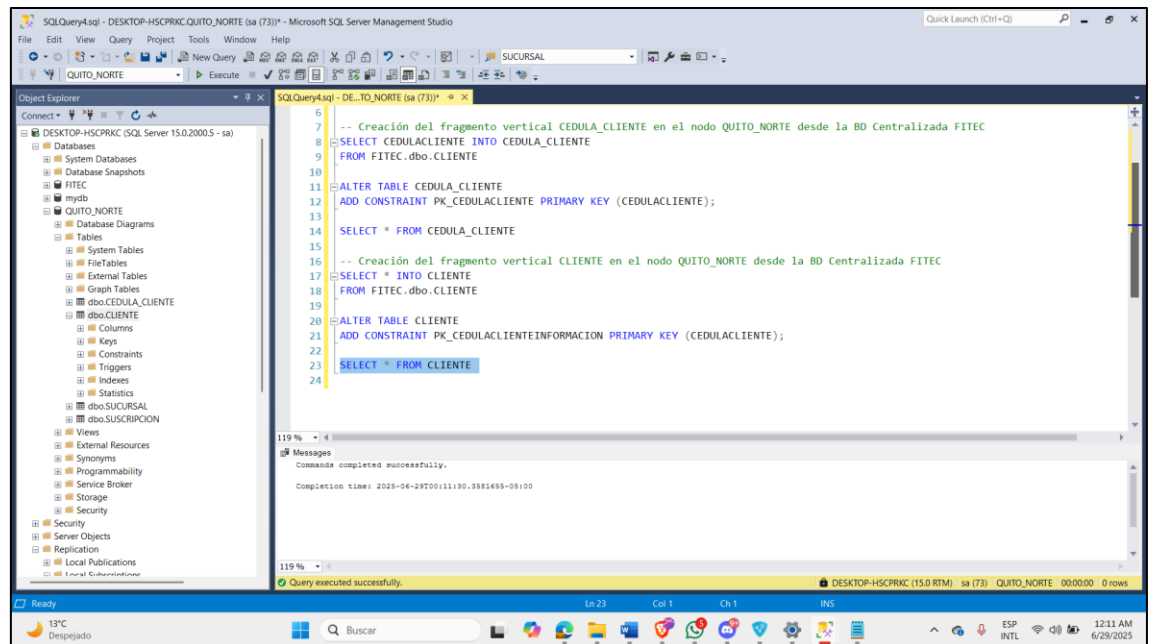 SQLQuery4.sql - DESKTOP-HSCPRKC.QUITO_NORTE (sa (73))* - Microsoft SQL Server Management Studio
Quick Launch (Ctrl+Q)
File Edit View Query Project Tools Window Help
New Query
SUCURSAL
QUITO_NORTE
Execute
Object Explorer
Connect
DESKTOP-HSCPRKC (SQL Server 15.0.2000.5 - sa)
Databases
System Databases
Database Snapshots
FITEC
mydb
QUITO_NORTE
Database Diagrams
Tables
System Tables
FileTables
External Tables
Graph Tables
dbo.CEDULA_CLIENTE
dbo.CLIENTE
Columns
Keys
Constraints
Triggers
Indexes
Statistics
dbo.SUCURSAL
dbo.SUSCRIPCION
Views
External Resources
Synonyms
Programmability
Service Broker
Storage
Security
Security
Server Objects
Replication
Local Publications
Local Subscriptions
SQLQuery4.sql - DE...TO_NORTE (sa (73))*
6
7 -- Creación del fragmento vertical CEDULA_CLIENTE en el nodo QUITO_NORTE desde la BD Centralizada FITEC
8 SELECT CEDULACLIENTE INTO CEDULA_CLIENTE
9 FROM FITEC.dbo.CLIENTE
10
11 ALTER TABLE CEDULA_CLIENTE
12 ADD CONSTRAINT PK_CEDULACLIENTE PRIMARY KEY (CEDULACLIENTE);
13
14 SELECT * FROM CEDULA_CLIENTE
15
16 -- Creación del fragmento vertical CLIENTE en el nodo QUITO_NORTE desde la BD Centralizada FITEC
17 SELECT * INTO CLIENTE
18 FROM FITEC.dbo.CLIENTE
19
20 ALTER TABLE CLIENTE
21 ADD CONSTRAINT PK_CEDULACLIENTEINFORMACION PRIMARY KEY (CEDULACLIENTE);
22
23 SELECT * FROM CLIENTE
24
119 %
Messages
Commands completed successfully.
Completion time: 2025-06-29T00:11:30.3581655-05:00
119 %
Query executed successfully.
DESKTOP-HSCPRKC (15.0 RTM) sa (73) QUITO_NORTE 00:00:00 0 rows
Ready
Ln 23 Col 1 Ch 1 INS
13°C
Despejado
Buscar
ESP
INTL
12:11 AM
6/29/2025